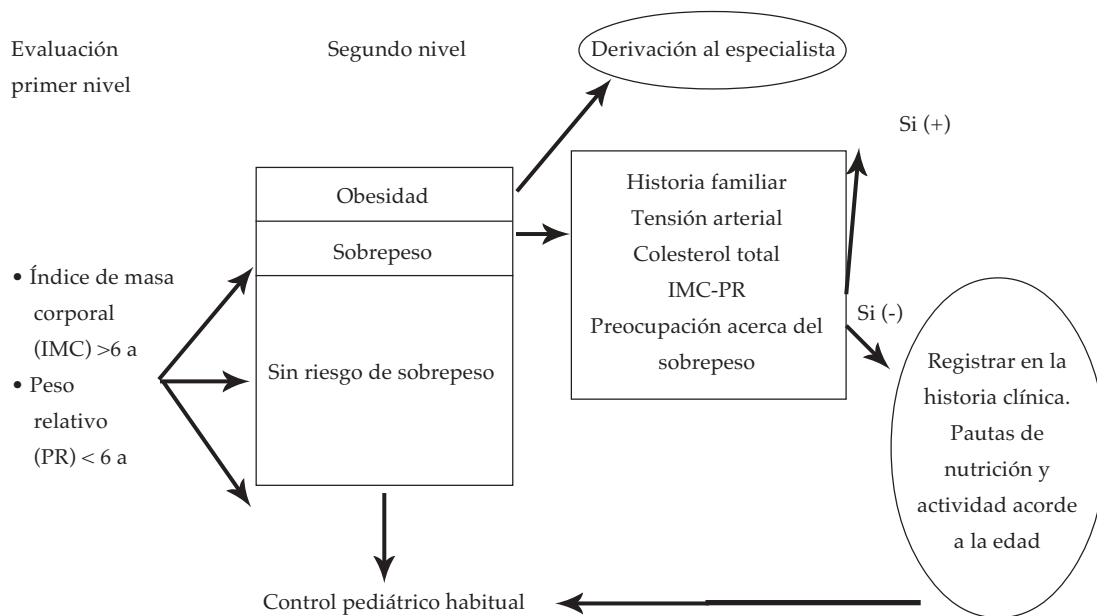 Evaluación
primer nivel
Segundo nivel
Derivación al especialista
Si (+)
Obesidad
Sobrepeso
Sin riesgo de sobrepeso
Historia familiar
Tensión arterial
Colesterol total
IMC-PR
Preocupación acerca del
sobrepeso
• Índice de masa
corporal
(IMC) >6 a
• Peso
relativo
(PR) < 6 a
Si (-)
Registrar en la
historia clínica.
Pautas de
nutrición y
actividad acorde
a la edad
Control pediátrico habitual